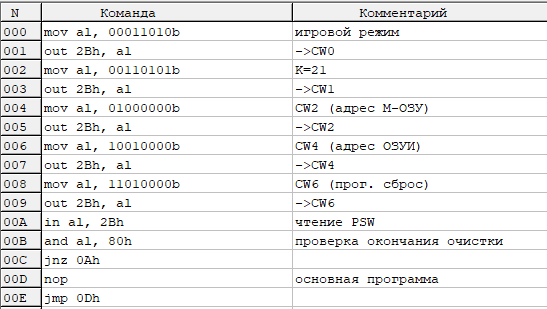 N Команда Комментарий
000 mov al, 00011010b игровой режим
001 out 2Bh, al ->CW0
002 mov al, 00110101b K=21
003 out 2Bh, al ->CW1
004 mov al, 01000000b CW2 (адрес М-ОЗУ)
005 out 2Bh, al ->CW2
006 mov al, 10010000b CW4 (адрес ОЗУИ)
007 out 2Bh, al ->CW4
008 mov al, 11010000b CW6 (прог. сброс)
009 out 2Bh, al ->CW6
00A in al, 2Bh чтение PSW
00B and al, 80h проверка окончания очистки
00C jnz 0Ah
00D nop основная программа
00E jmp 0Dh